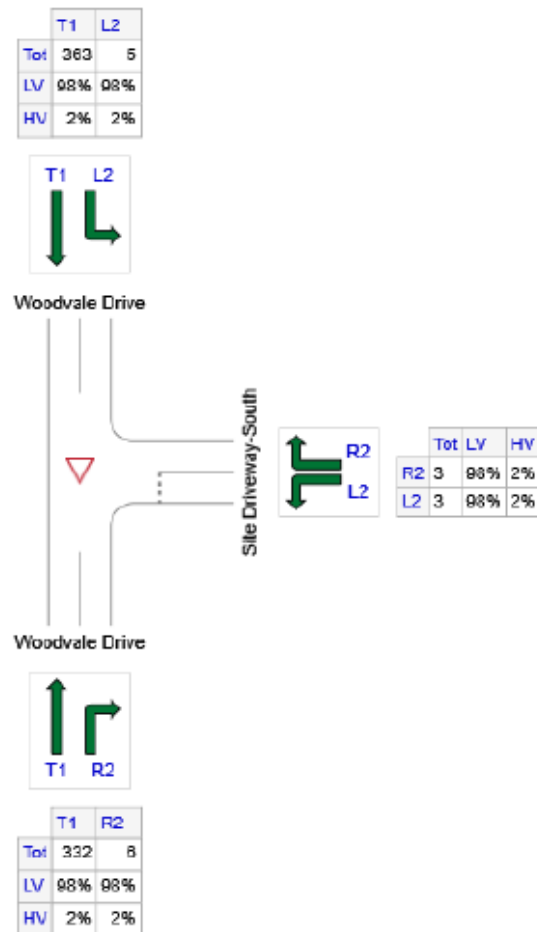 T1 L2
Tot 363 5
LV 98% 98%
HV 2% 2%
T1 L2
Woodvale Drive
Site Driveway-South
R2
L2
Tot LV HV
R2 3 98% 2%
L2 3 98% 2%
Woodvale Drive
T1 R2
T1 R2
Tot 332 6
LV 98% 98%
HV 2% 2%